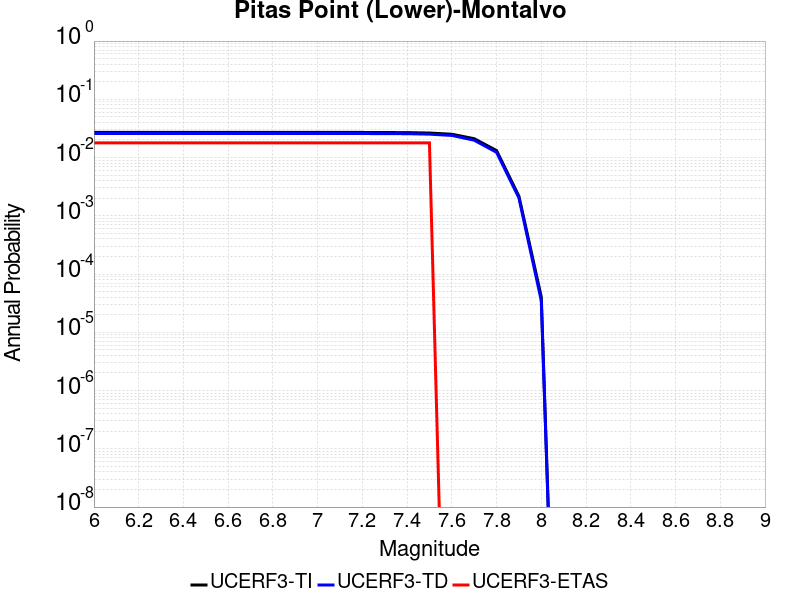 Pitas Point (Lower)-Montalvo
10^0
10^-1
10^-2
10^-3
10^-4
10^-5
10^-6
10^-7
10^-8
Annual Probability
6 6.2 6.4 6.6 6.8 7 7.2 7.4 7.6 7.8 8 8.2 8.4 8.6 8.8 9
Magnitude
UCERF3-TI UCERF3-TD UCERF3-ETAS